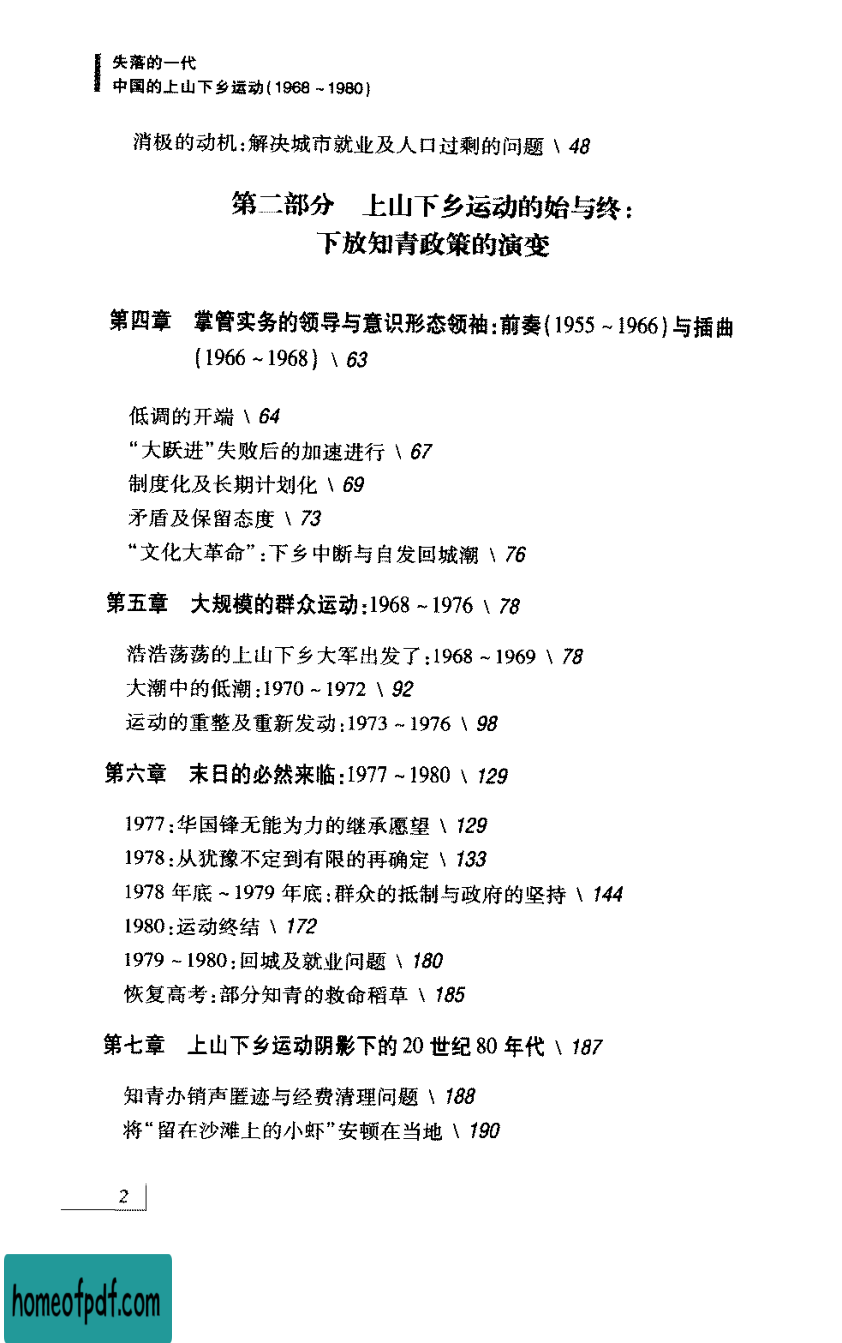 失落的一代
中国的上山下乡运动(1968～1980)
消极的动机:解决城市就业及人口过剩的问题 \ 48
第二部分　上山下乡运动的始与终:
下放知青政策的演变
第四章　掌管实务的领导与意识形态领袖:前奏(1955～1966)与插曲
(1966～1968) \ 63
低调的开端 \ 64
“大跃进”失败后的加速进行 \ 67
制度化及长期计划化 \ 69
矛盾及保留态度 \ 73
“文化大革命”:下乡中断与自发回城潮 \ 76
第五章　大规模的群众运动:1968～1976 \ 78
浩浩荡荡的上山下乡大军出发了:1968～1969 \ 78
大潮中的低潮:1970～1972 \ 92
运动的重整及重新发动:1973～1976 \ 98
第六章　末日的必然来临:1977～1980 \ 129
1977:华国锋无能为力的继承愿望 \ 129
1978:从犹豫不定到有限的再确定 \ 133
1978 年底～1979 年底:群众的抵制与政府的坚持 \ 144
1980:运动终结 \ 172
1979～1980:回城及就业问题 \ 180
恢复高考:部分知青的救命稻草 \ 185
第七章　上山下乡运动阴影下的 20 世纪 80 年代 \ 187
知青办销声匿迹与经费清理问题 \ 188
将“留在沙滩上的小虾”安顿在当地 \ 190
2
homeofpdf.com